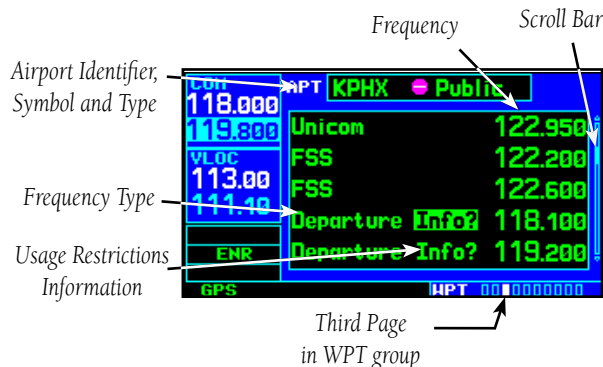 Frequency
Scroll Bar
Airport Identifier,
Symbol and Type
COM
118.000
119.800
APT KPHX Public
Unicom 122.950
VLOC
113.00
111.10
FSS 122.200
FSS 122.600
Frequency Type
Departure Info? 118.100
Usage Restrictions
Information
ENR
Departure Info? 119.200
GPS
WPT
Third Page
in WPT group